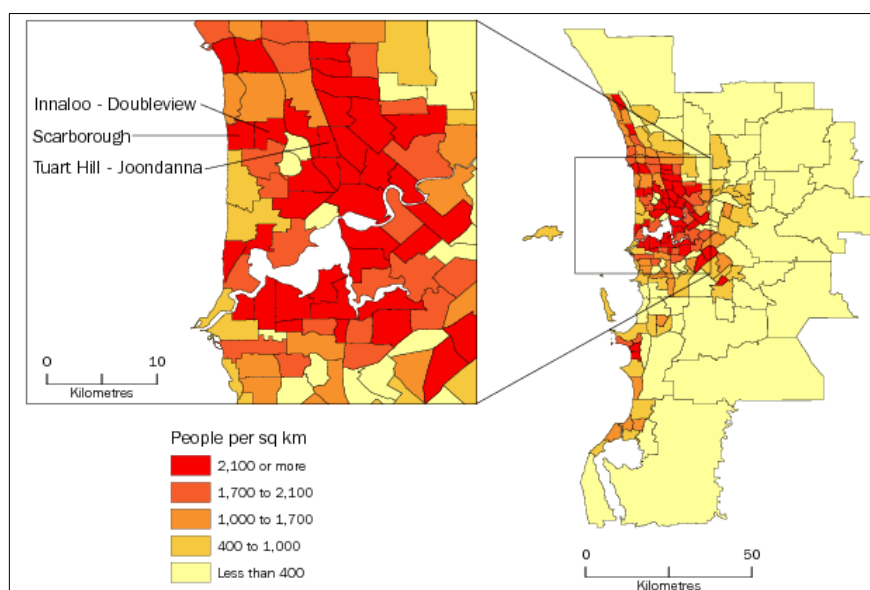 Innaloo - Doubleview
Scarborough
Tuart Hill - Joondanna
0 10
Kilometres
People per sq km
2,100 or more
1,700 to 2,100
1,000 to 1,700
400 to 1,000
Less than 400
0 50
Kilometres